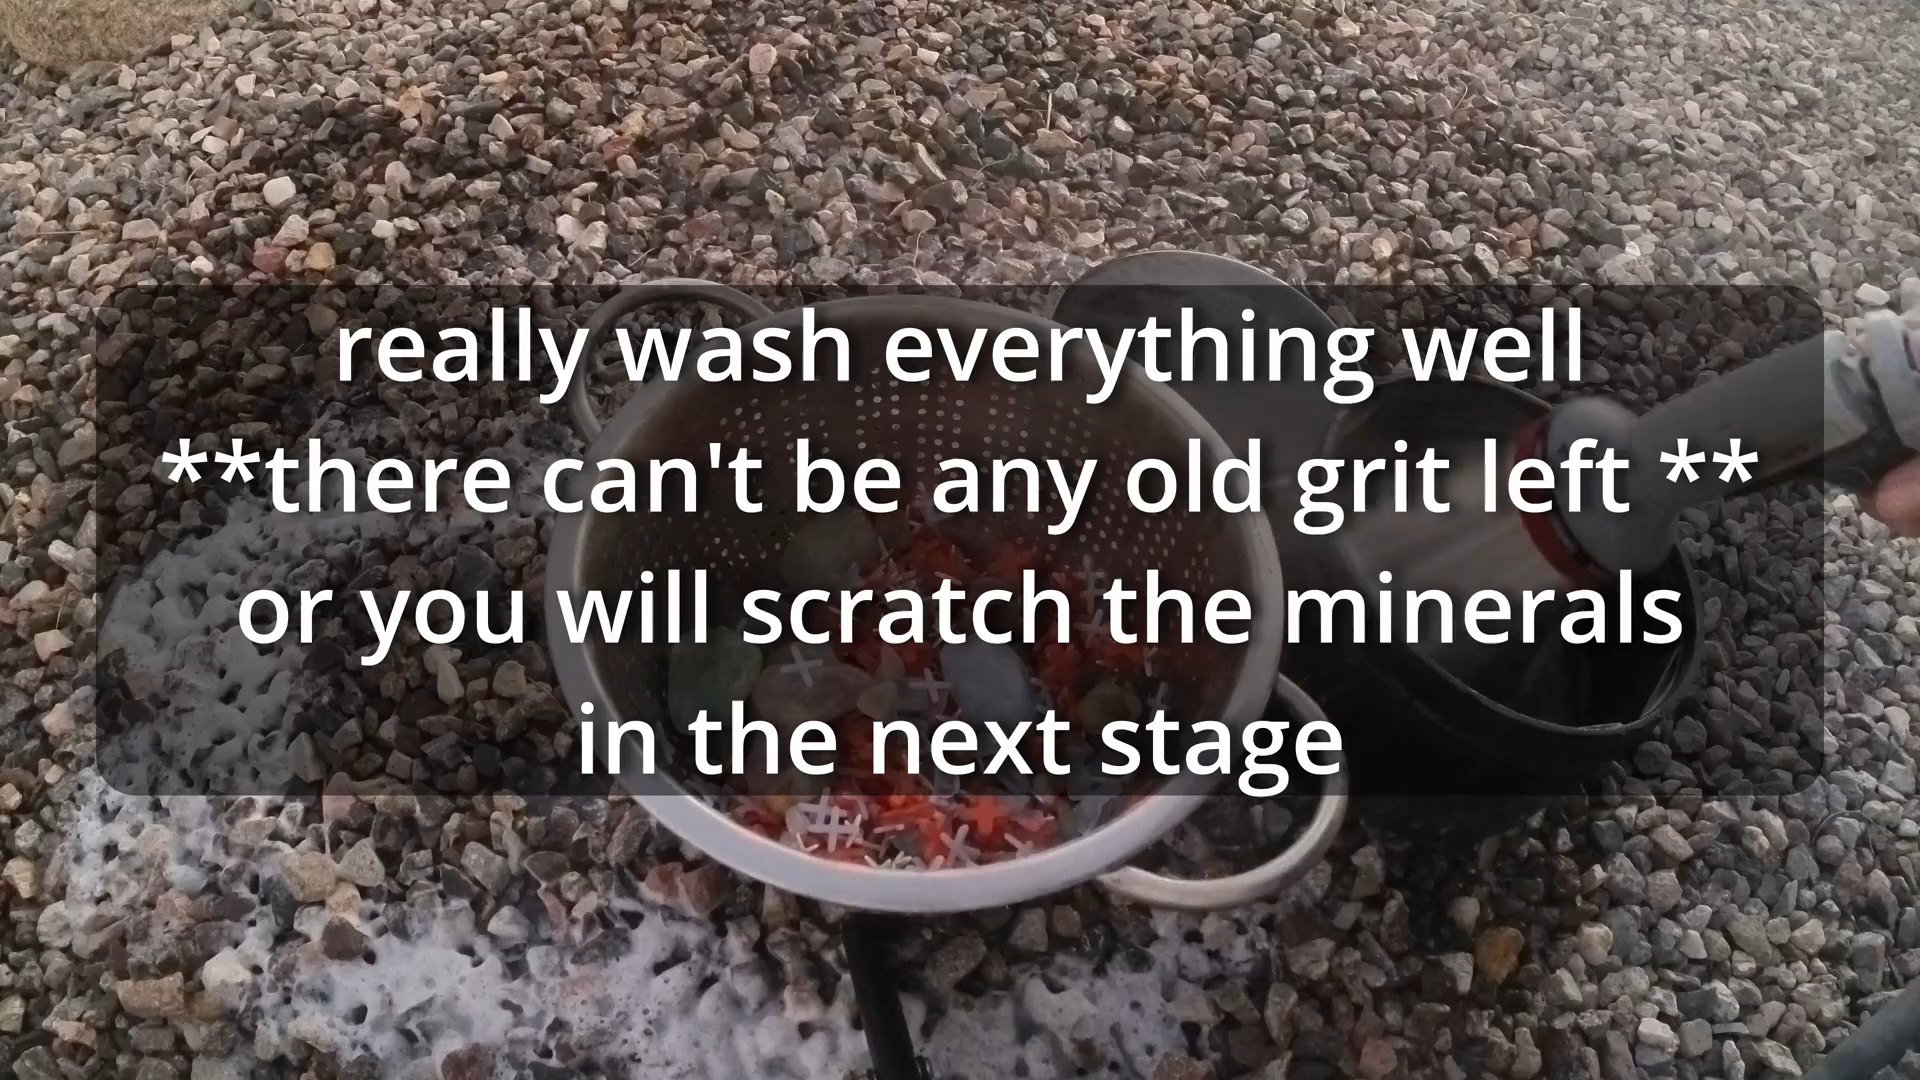 really wash everything well
**there can't be any old grit left **
or you will scratch the minerals
in the next stage